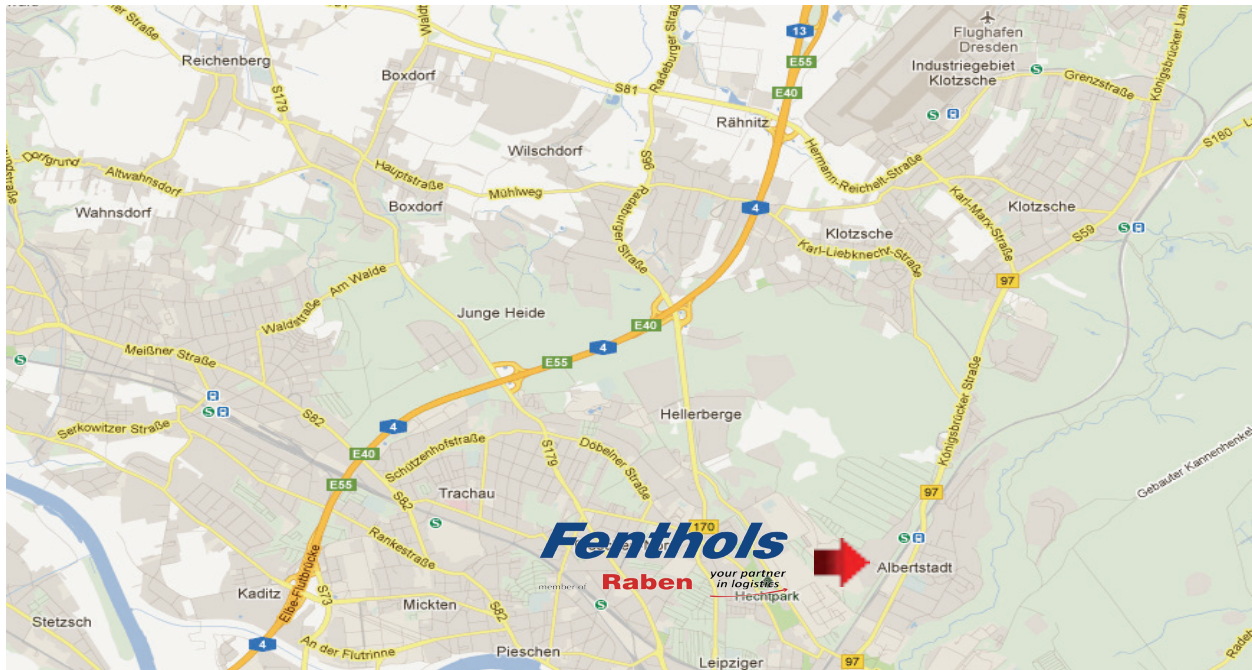 S81
13
Flughafen
Dresden
Reichenberg
Boxdorf
E55
Industriegebiet
Klotzsche
S
Grenzstraße
Königsbrücker Land
Radeburger Straße
S179
S81
E40
Rähnitz
S
Wilschdorf
S96
Hermann-Reichelt-Straße
S180
Dorfgrund
Altwahnsdorf
Hauptstraße
Mühlweg
Radeburger Straße
Karl-Marx-Straße
Wahnsdorf
Boxdorf
4
Klotzsche
Klotzsche
S59
S
Karl-Liebknecht-Straße
Am Walde
Waldstraße
97
Junge Heide
E40
4
E55
Meißner Straße
S
S
S82
4
Hellerberge
Königsbrücker Straße
Serkowitzer Straße
E40
Schützenhofstraße
S179
Döbelner Straße
E55
Trachau
S82
97
Gebauter Kannenhenkel
S
170
Rankestraße
Fenthols
S
Elbe-Flutbrücke
Albertstadt
member of
Raben
your partner
in logistics
Kaditz
S73
Mickten
S
Hechtpark
S82
Stetzsch
4
An der Flutrinne
Pieschen
Leipziger
97